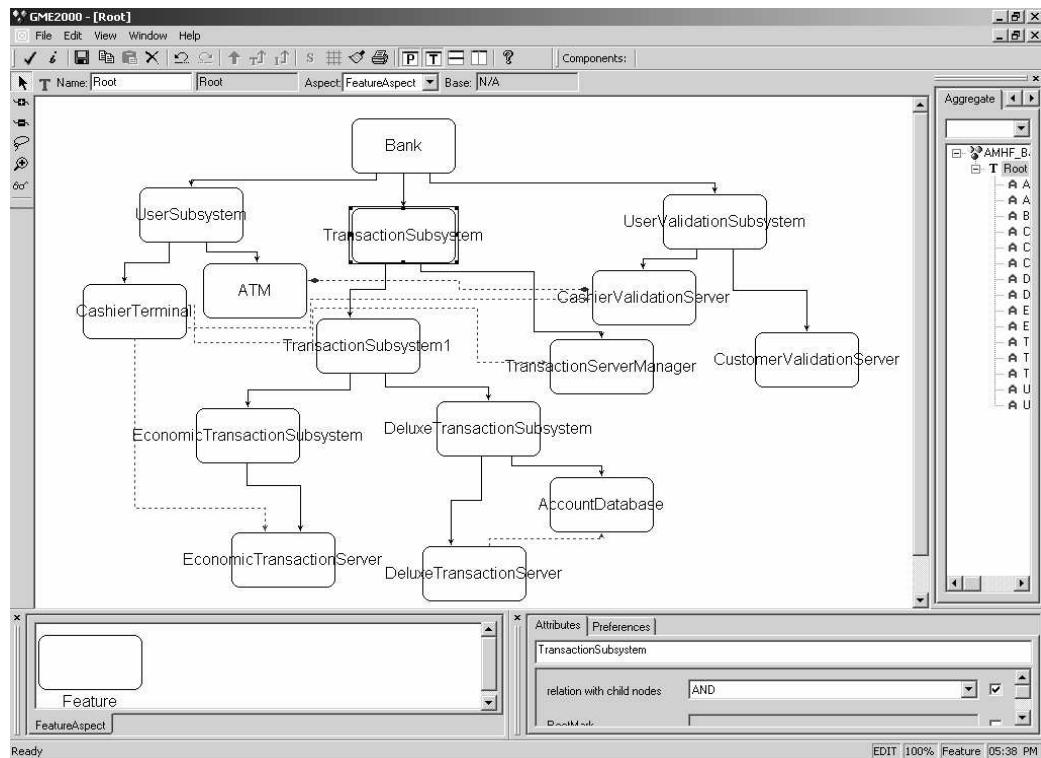 GME2000 - [Root]
File Edit View Window Help
Components:
Name: Root Root Aspect: FeatureAspect Base: N/A
Aggregate
Bank
UserSubsystem
TransactionSubsystem
UserValidationSubsystem
ATM
CashierTerminal
CashierValidationServer
TransactionSubsystem1
TransactionServerManager
CustomerValidationServer
EconomicTransactionSubsystem
DeluxeTransactionSubsystem
AccountDatabase
EconomicTransactionServer
DeluxeTransactionServer
AMHF_B
Root
A
A
B
C
C
C
D
D
E
E
T
T
T
U
U
Feature
FeatureAspect
Attributes Preferences
TransactionSubsystem
relation with child nodes AND
RootMark
Ready
EDIT 100% Feature 05:38 PM